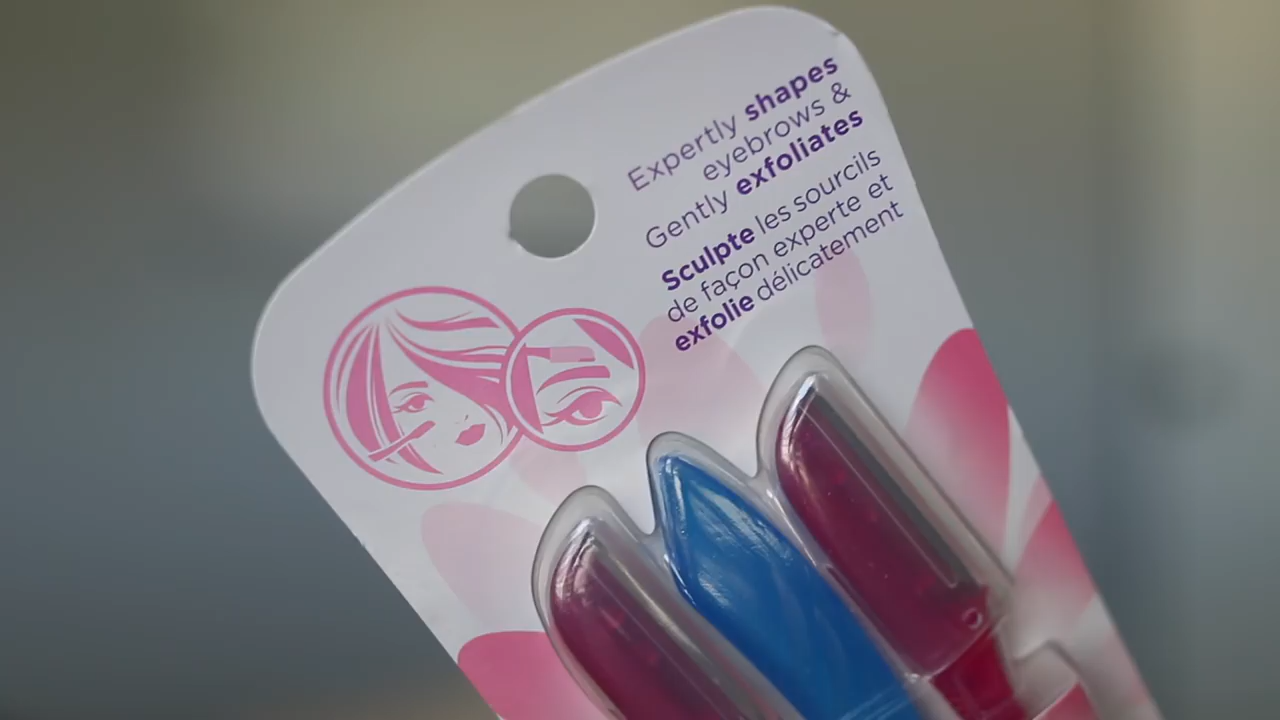 Expertly shapes
eyebrows &
Gently exfoliates
Sculpte les sourcils
de façon experte et
exfolie délicatement